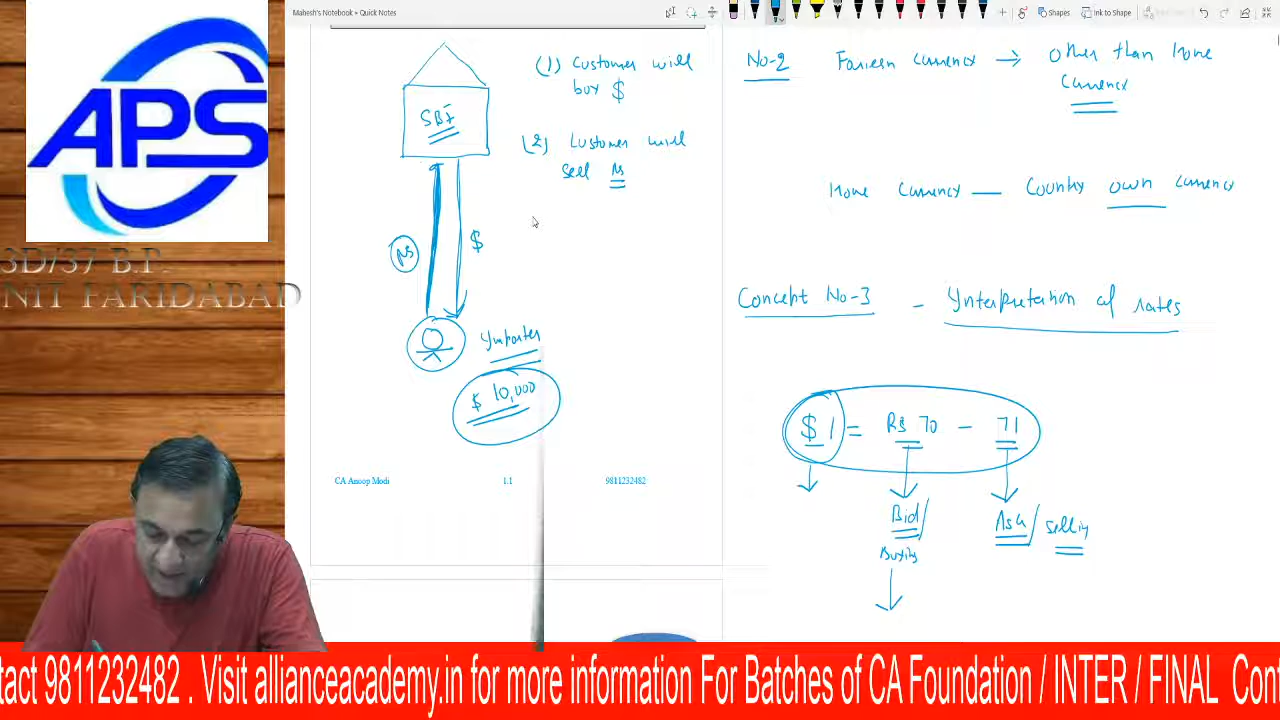 Mahesh's Notebook » Quick Notes
Shapes
Ink to Shape
APS
3D/37 B.P.
NIT FARIDABAD
SBI
(1) Customer will
buy $
(2) Customer will
sell Rs
Rs
$
Importer
$ 10,000
CA Anoop Modi
1.1
9811232482
No-2 Foriegn currency → Other than Home
Currency
Home Currency — Country own currency
Concept No-3 - Interpretation of rates
$ 1 = Rs 70 - 71
Bid/
Buying
Ask/ selling
tact 9811232482 . Visit allianceacademy.in for more information For Batches of CA Foundation / INTER / FINAL Cont